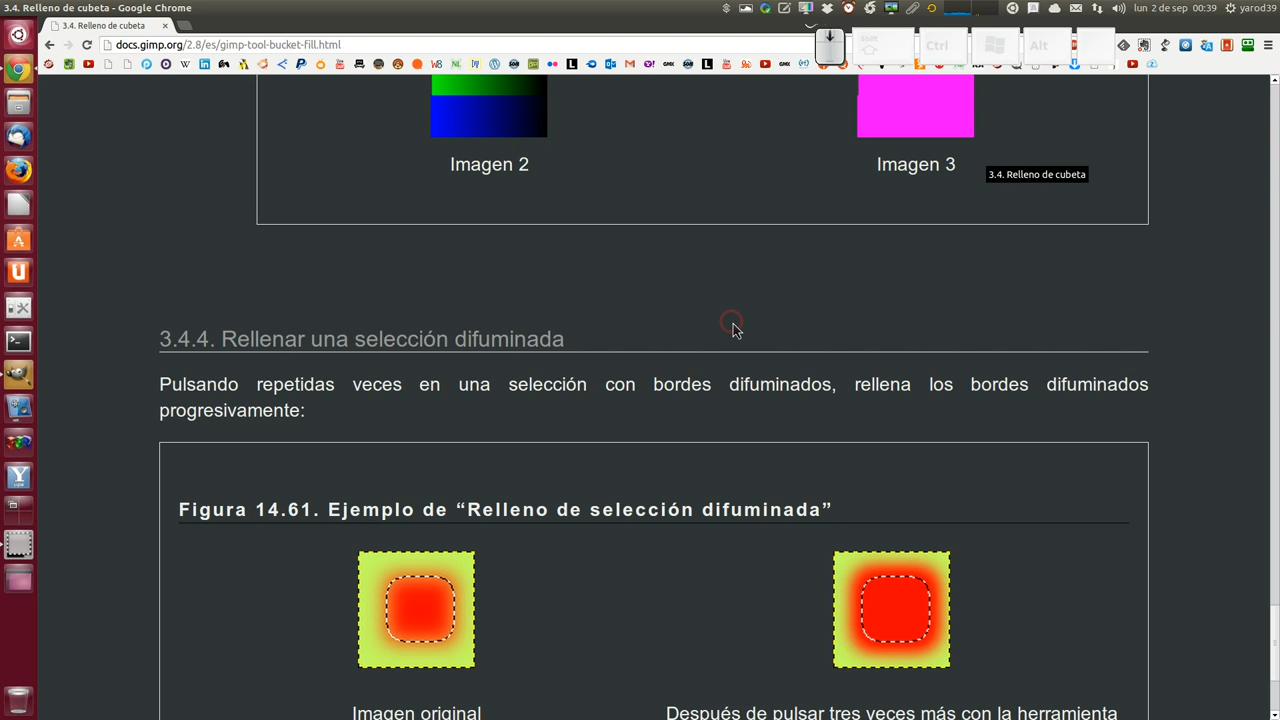 3.4. Relleno de cubeta - Google Chrome
lun 2 de sep 00:39 yarod39
3.4. Relleno de cubeta
docs.gimp.org/2.8/es/gimp-tool-bucket-fill.html
Shift Ctrl Alt
Imagen 2 Imagen 3
3.4. Relleno de cubeta
3.4.4. Rellenar una selección difuminada
Pulsando repetidas veces en una selección con bordes difuminados, rellena los bordes difuminados
progresivamente:
Figura 14.61. Ejemplo de “Relleno de selección difuminada”
Imagen original Después de pulsar tres veces más con la herramienta